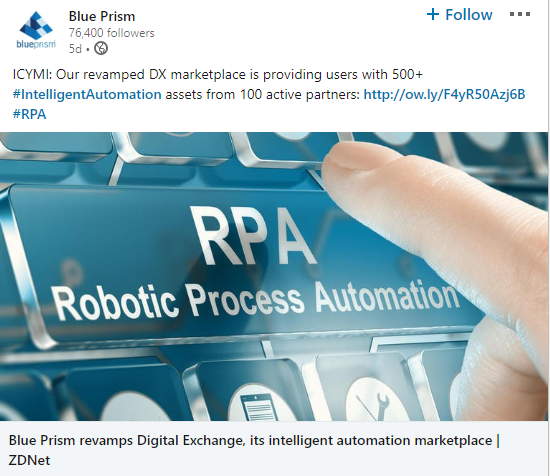 Blue Prism
+ Follow
76,400 followers
blueprism
5d •
ICYMI: Our revamped DX marketplace is providing users with 500+
#IntelligentAutomation assets from 100 active partners: http://ow.ly/F4yR50Azj6B
#RPA
RPA
Robotic Process Automation
Blue Prism revamps Digital Exchange, its intelligent automation marketplace |
ZDNet